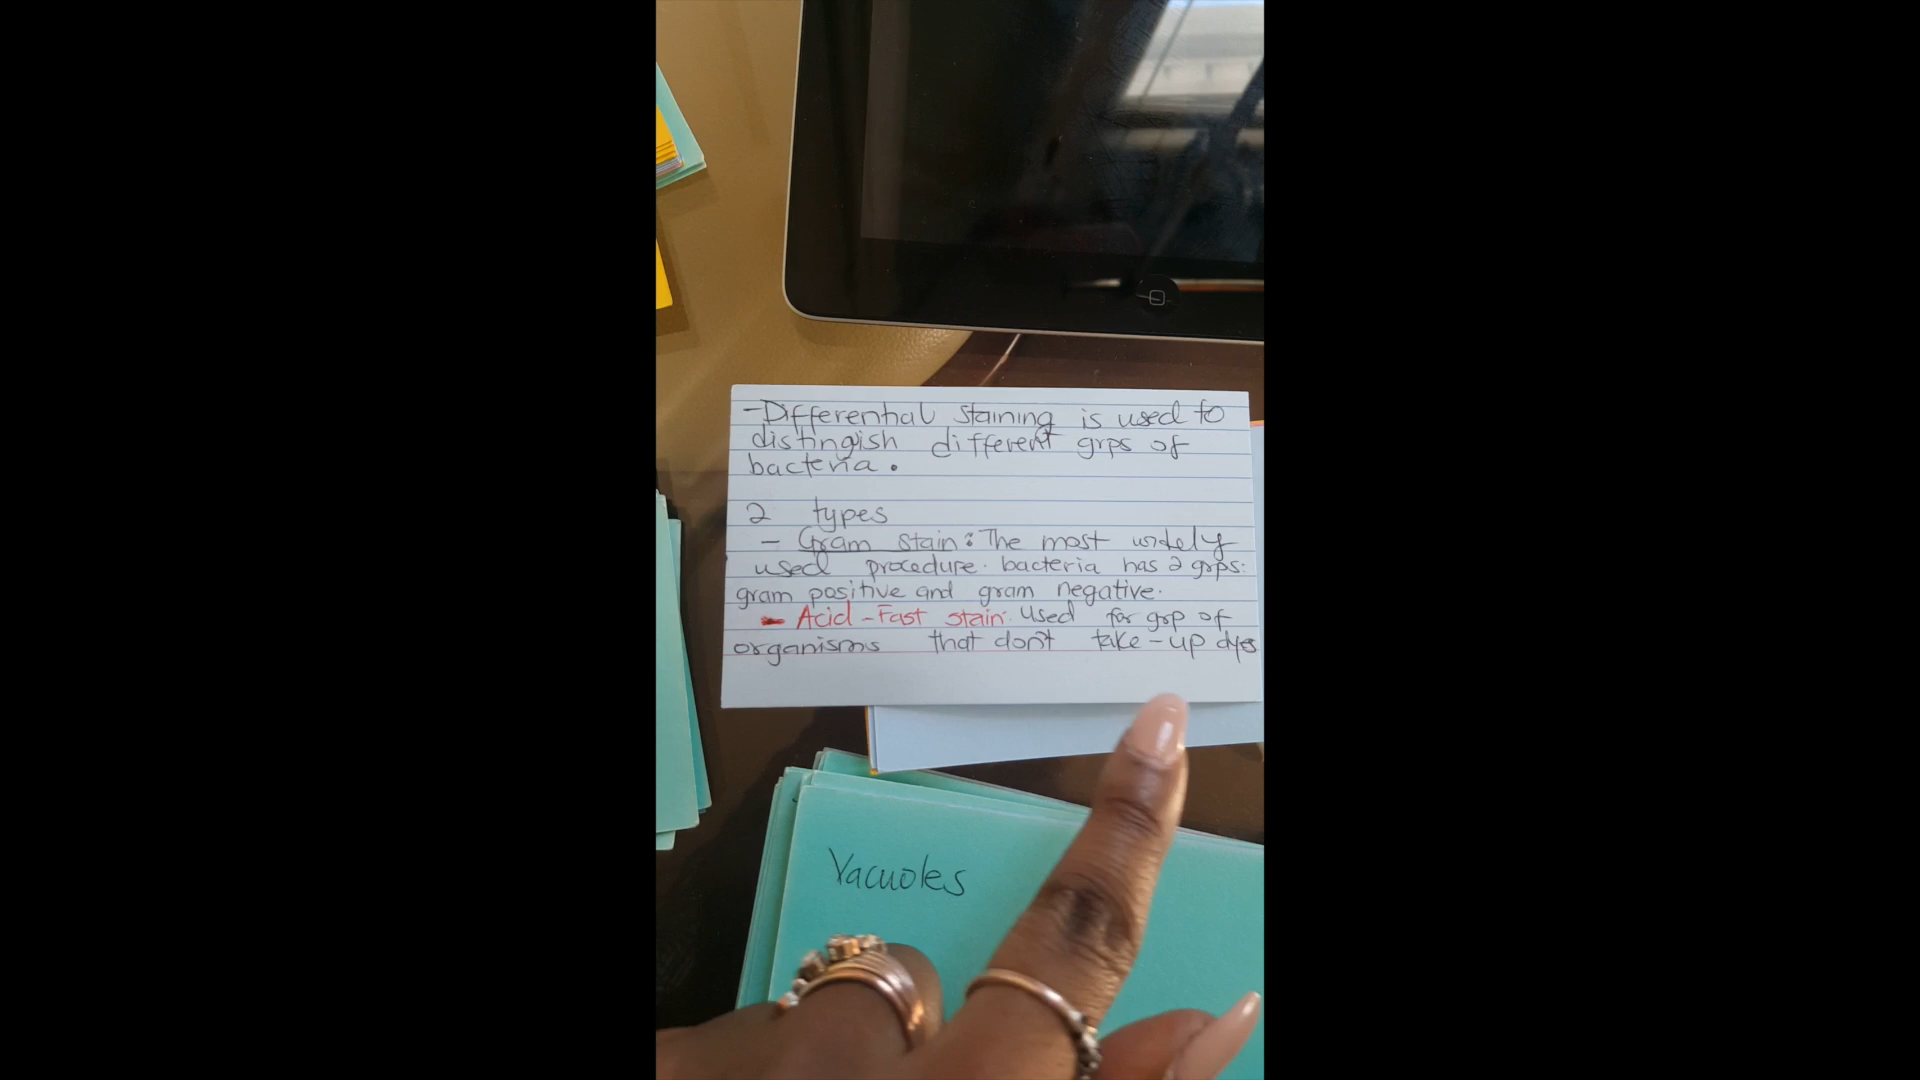 - Differential staining is used to
distingish different grps of
bacteria.
2 types
- Gram stain: The most widely
used procedure. bacteria has 2 grps:
gram positive and gram negative.
- Acid-Fast stain: Used for grp of
organisms that don't take-up dyes
Vacuoles